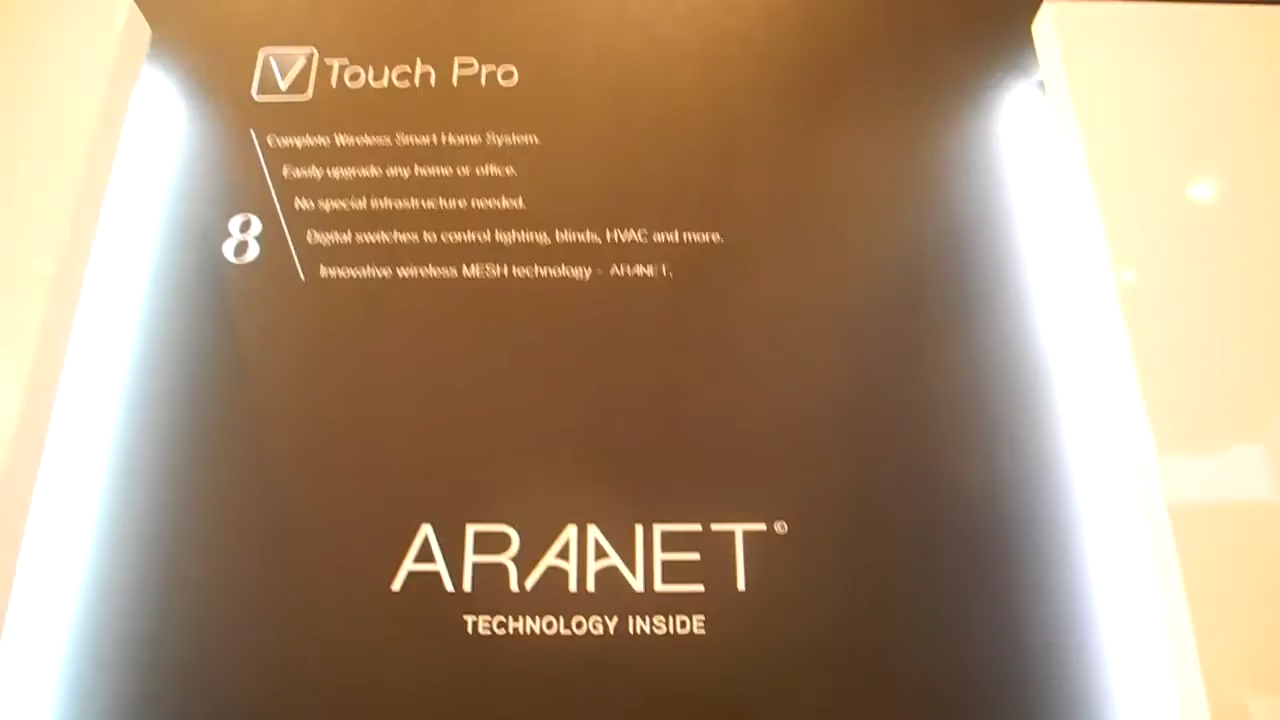 V Touch Pro
Complete Wireless Smart Home System.
Easily upgrade any home or office.
No special infrastructure needed.
8
Digital switches to control lighting, blinds, HVAC and more.
Innovative wireless MESH technology - ARANET.
ARANET©
TECHNOLOGY INSIDE